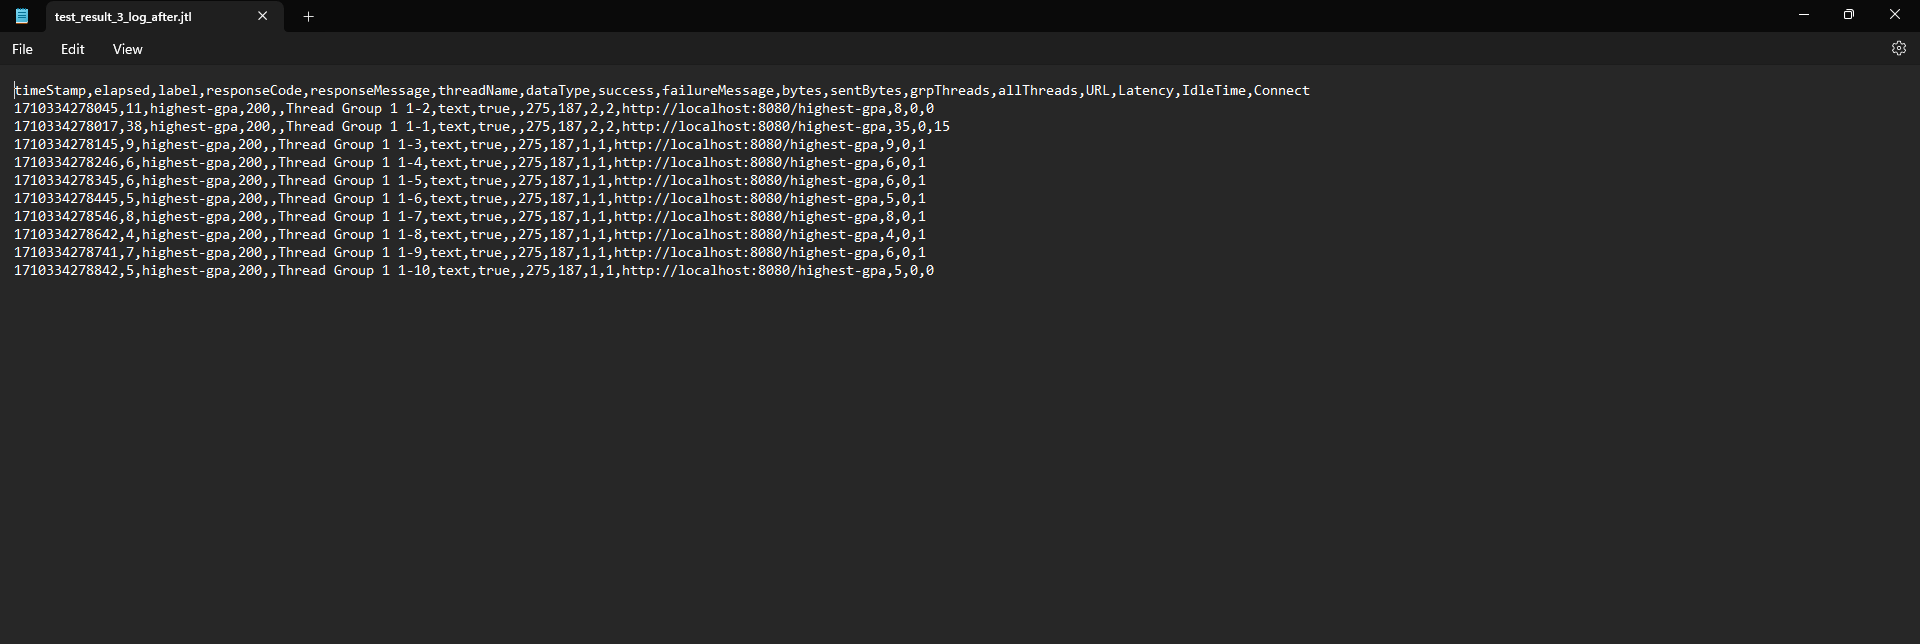 test_result_3_log_after.jtl
File Edit View
timeStamp,elapsed,label,responseCode,responseMessage,threadName,dataType,success,failureMessage,bytes,sentBytes,grpThreads,allThreads,URL,Latency,IdleTime,Connect
1710334278045,11,highest-gpa,200,,Thread Group 1 1-2,text,true,,275,187,2,2,http://localhost:8080/highest-gpa,8,0,0
1710334278017,38,highest-gpa,200,,Thread Group 1 1-1,text,true,,275,187,2,2,http://localhost:8080/highest-gpa,35,0,15
1710334278145,9,highest-gpa,200,,Thread Group 1 1-3,text,true,,275,187,1,1,http://localhost:8080/highest-gpa,9,0,1
1710334278246,6,highest-gpa,200,,Thread Group 1 1-4,text,true,,275,187,1,1,http://localhost:8080/highest-gpa,6,0,1
1710334278345,6,highest-gpa,200,,Thread Group 1 1-5,text,true,,275,187,1,1,http://localhost:8080/highest-gpa,6,0,1
1710334278445,5,highest-gpa,200,,Thread Group 1 1-6,text,true,,275,187,1,1,http://localhost:8080/highest-gpa,5,0,1
1710334278546,8,highest-gpa,200,,Thread Group 1 1-7,text,true,,275,187,1,1,http://localhost:8080/highest-gpa,8,0,1
1710334278642,4,highest-gpa,200,,Thread Group 1 1-8,text,true,,275,187,1,1,http://localhost:8080/highest-gpa,4,0,1
1710334278741,7,highest-gpa,200,,Thread Group 1 1-9,text,true,,275,187,1,1,http://localhost:8080/highest-gpa,6,0,1
1710334278842,5,highest-gpa,200,,Thread Group 1 1-10,text,true,,275,187,1,1,http://localhost:8080/highest-gpa,5,0,0